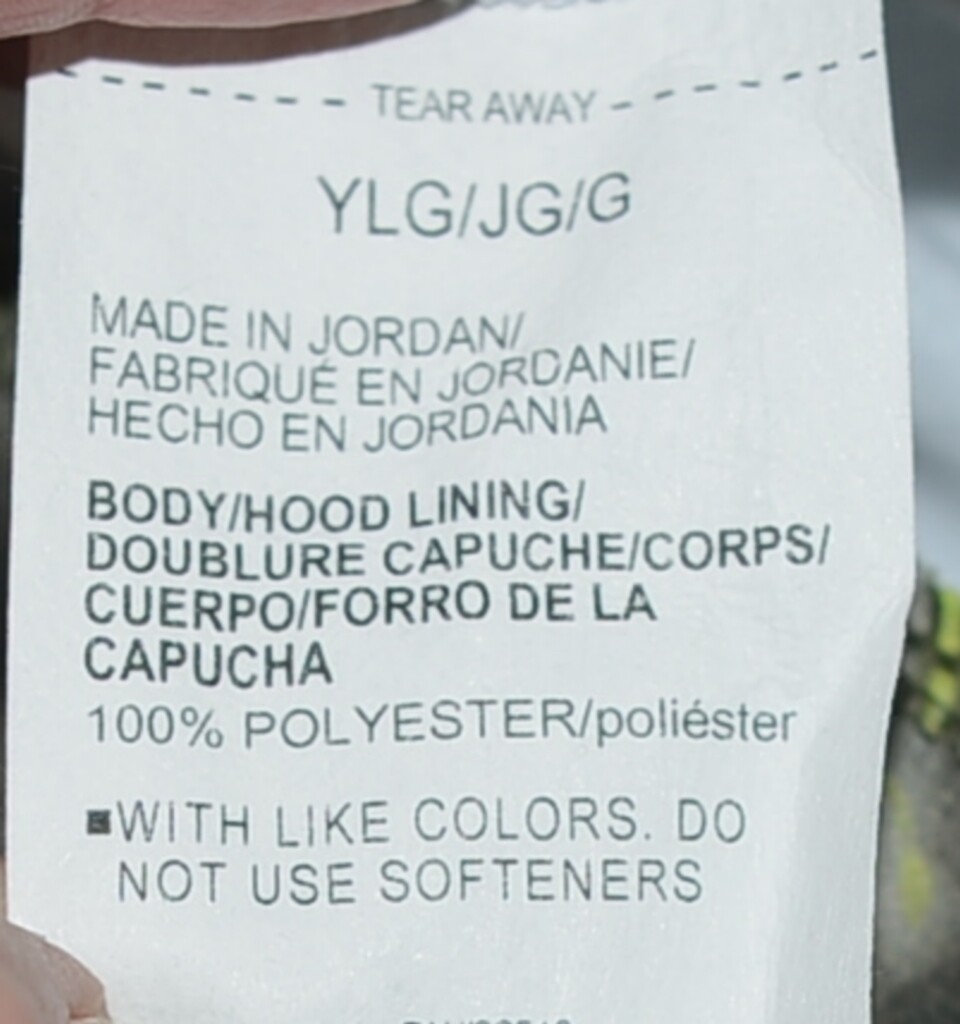 TEAR AWAY
YLG/JG/G
MADE IN JORDAN/
FABRIQUÉ EN JORDANIE/
HECHO EN JORDANIA
BODY/HOOD LINING/
DOUBLURE CAPUCHE/CORPS/
CUERPO/FORRO DE LA
CAPUCHA
100% POLYESTER/poliéster
■WITH LIKE COLORS. DO
NOT USE SOFTENERS